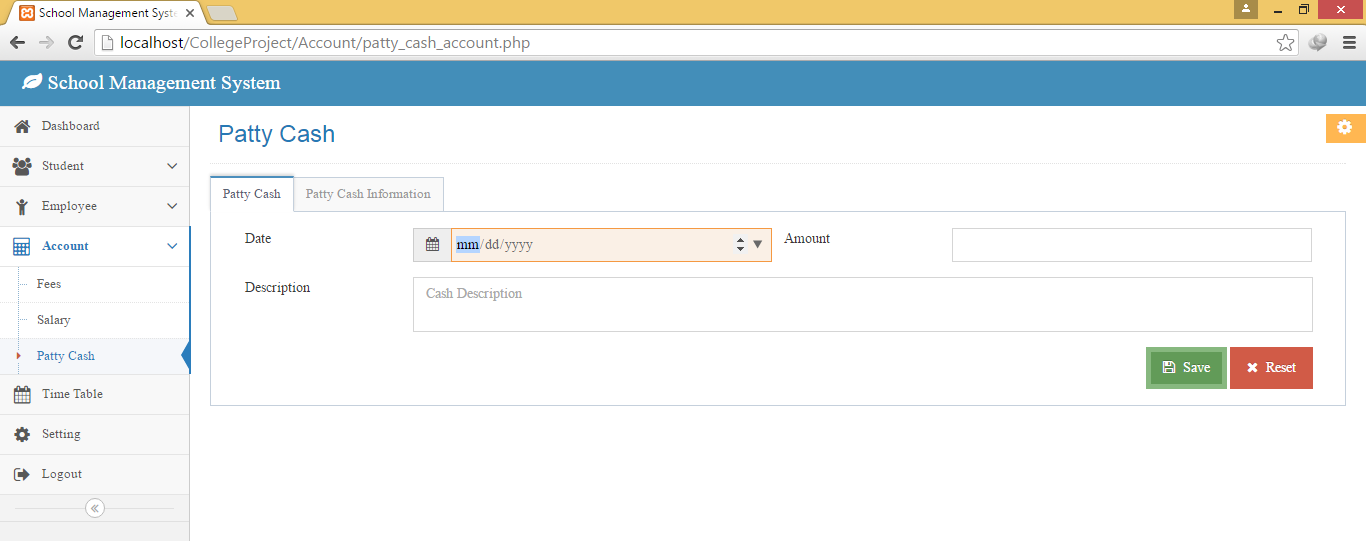 School Management Syste
localhost/CollegeProject/Account/patty_cash_account.php
School Management System
Dashboard
Student
Employee
Account
Fees
Salary
Patty Cash
Time Table
Setting
Logout
Patty Cash
Patty Cash
Patty Cash Information
Date
mm/dd/yyyy
Amount
Description
Cash Description
Save
Reset